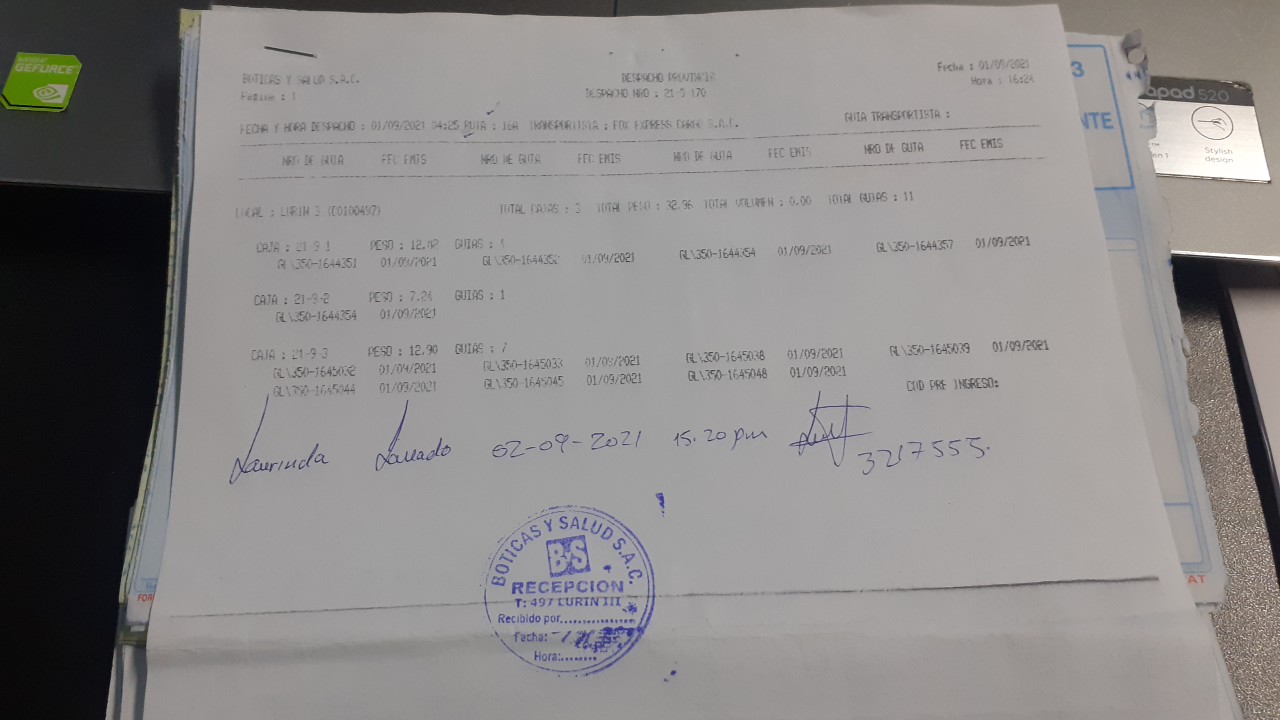 NVIDIA
GEFORCE
BOTICAS Y SALUD S.A.C.
DESPACHO PROVINCIA
Fecha : 01/09/2021
Pagina : 1
DESPACHO NRO : 21-9-170
Hora : 16:24
FECHA Y HORA DESPACHO : 01/09/2021 04:25 RUTA : 16A TRANSPORTISTA : FOX EXPRESS CARGO S.A.C. GUIA TRANSPORTISTA :
NRO DE GUIA FEC EMIS NRO DE GUIA FEC EMIS NRO DE GUIA FEC EMIS NRO DE GUIA FEC EMIS
LOCAL : LURIN 3 (C0100497) TOTAL CAJAS : 3 TOTAL PESO : 32.96 TOTAL VOLUMEN : 0.00 TOTAL GUIAS : 11
CAJA : 21-9-1 PESO : GUIAS :
GL\350-1644351 01/09/2021 01/09/2021 GL\350-1644354 01/09/2021 GL\350-1644357 01/09/2021
CAJA : 21-9-2 PESO : 7.24 GUIAS : 1
GL\350-1644354 01/09/2021
CAJA : 21-9-3 PESO : 12.90 GUIAS : 7
GL\350-1645032 01/09/2021 GL\350-1645033 01/09/2021 GL\350-1645038 01/09/2021 GL\350-1645039 01/09/2021
GL\350-1645044 01/09/2021 GL\350-1645045 01/09/2021 GL\350-1645048 01/09/2021
COD PRE INGRESO:
Laurinda 02-09-2021 15:20 pm
3217555.
BOTICAS Y SALUD S.A.C.
B·S
RECEPCION
T: 497 LURIN III
Recibido por
Fecha:
Hora:
3
NTE
apad 520
Stylish
design
AT